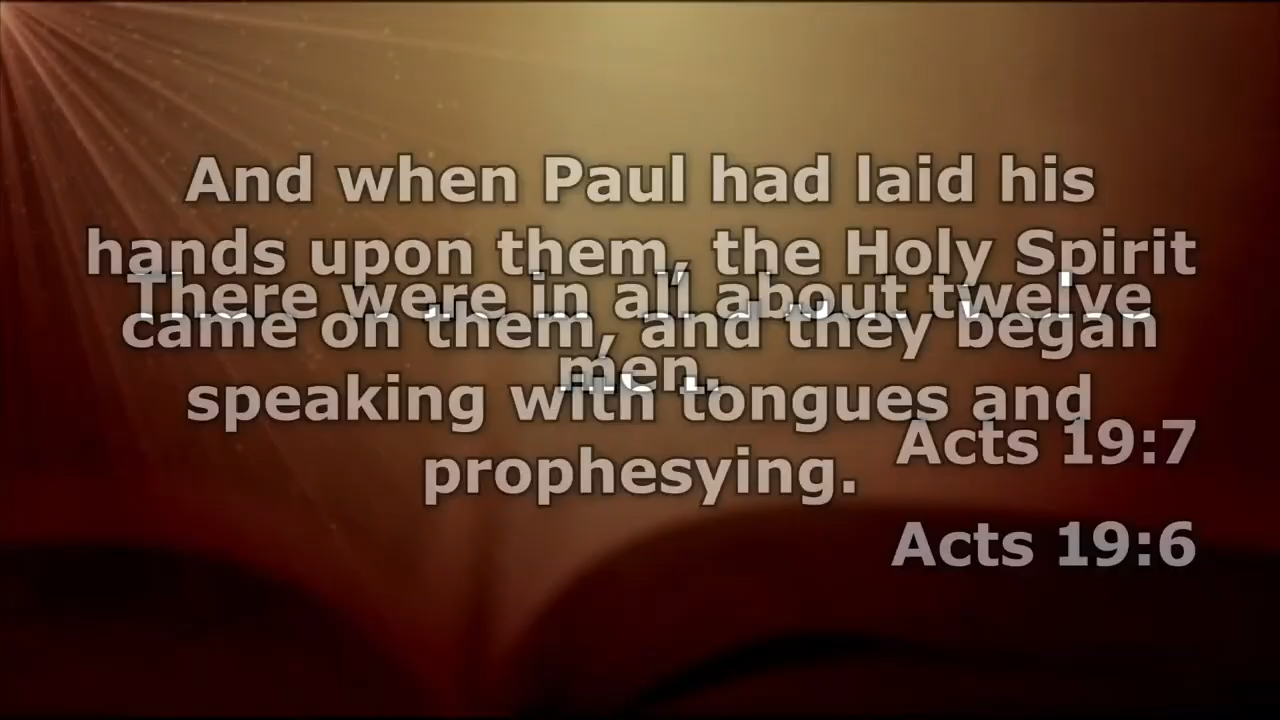 And when Paul had laid his
hands upon them, the Holy Spirit
came on them, and they began
speaking with tongues and
prophesying.
Acts 19:6
There were in all about twelve
men.
Acts 19:7